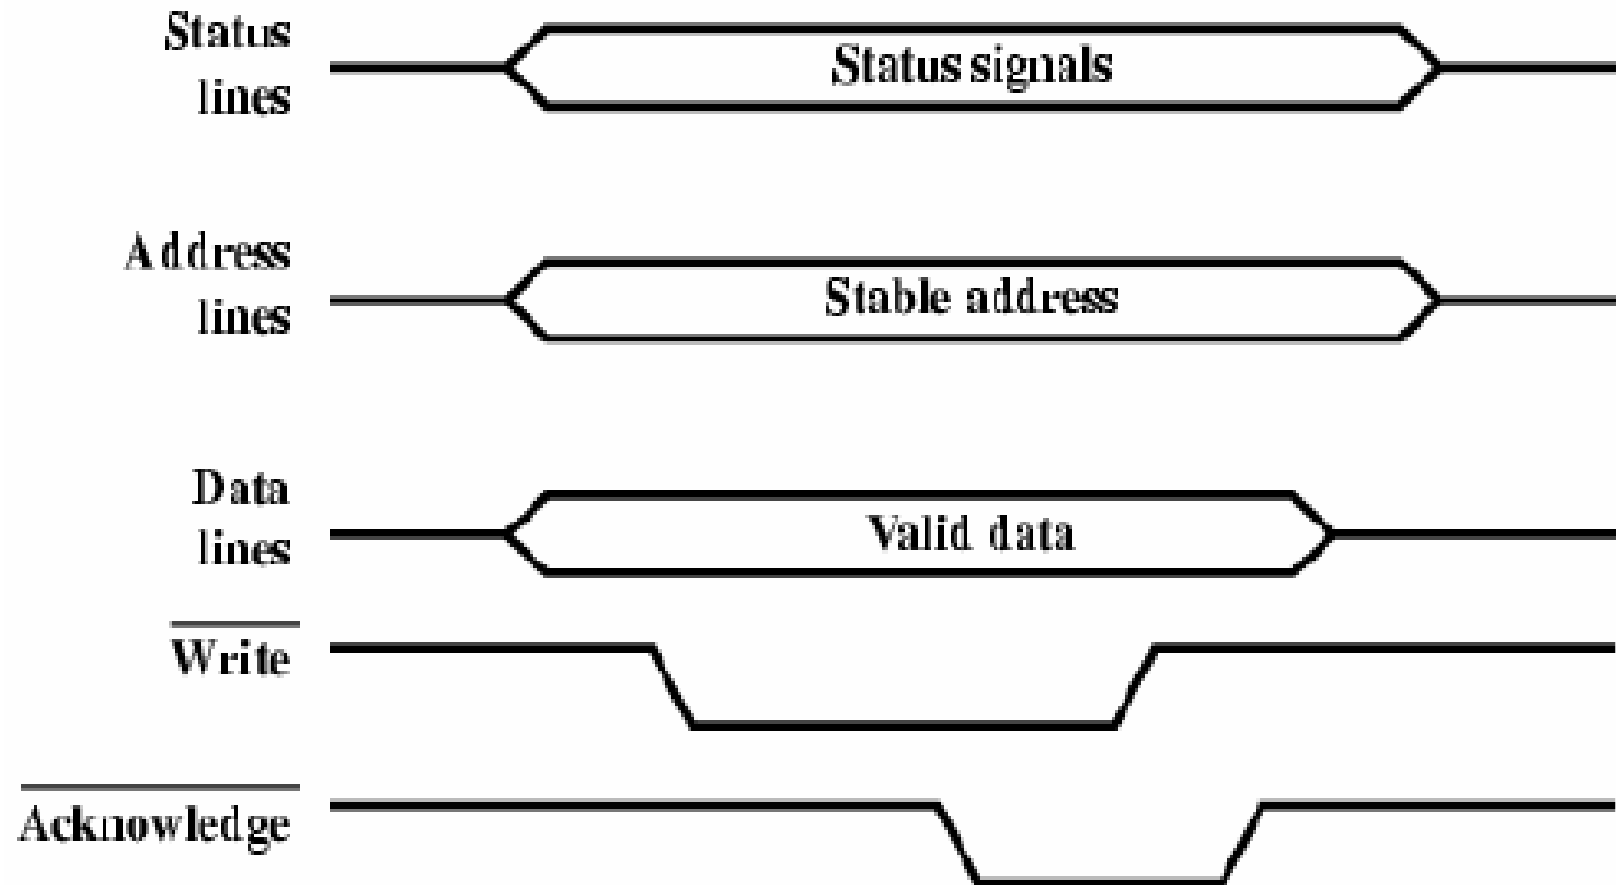 Status
lines
Status signals
Address
lines
Stable address
Data
lines
Valid data
Write
Acknowledge